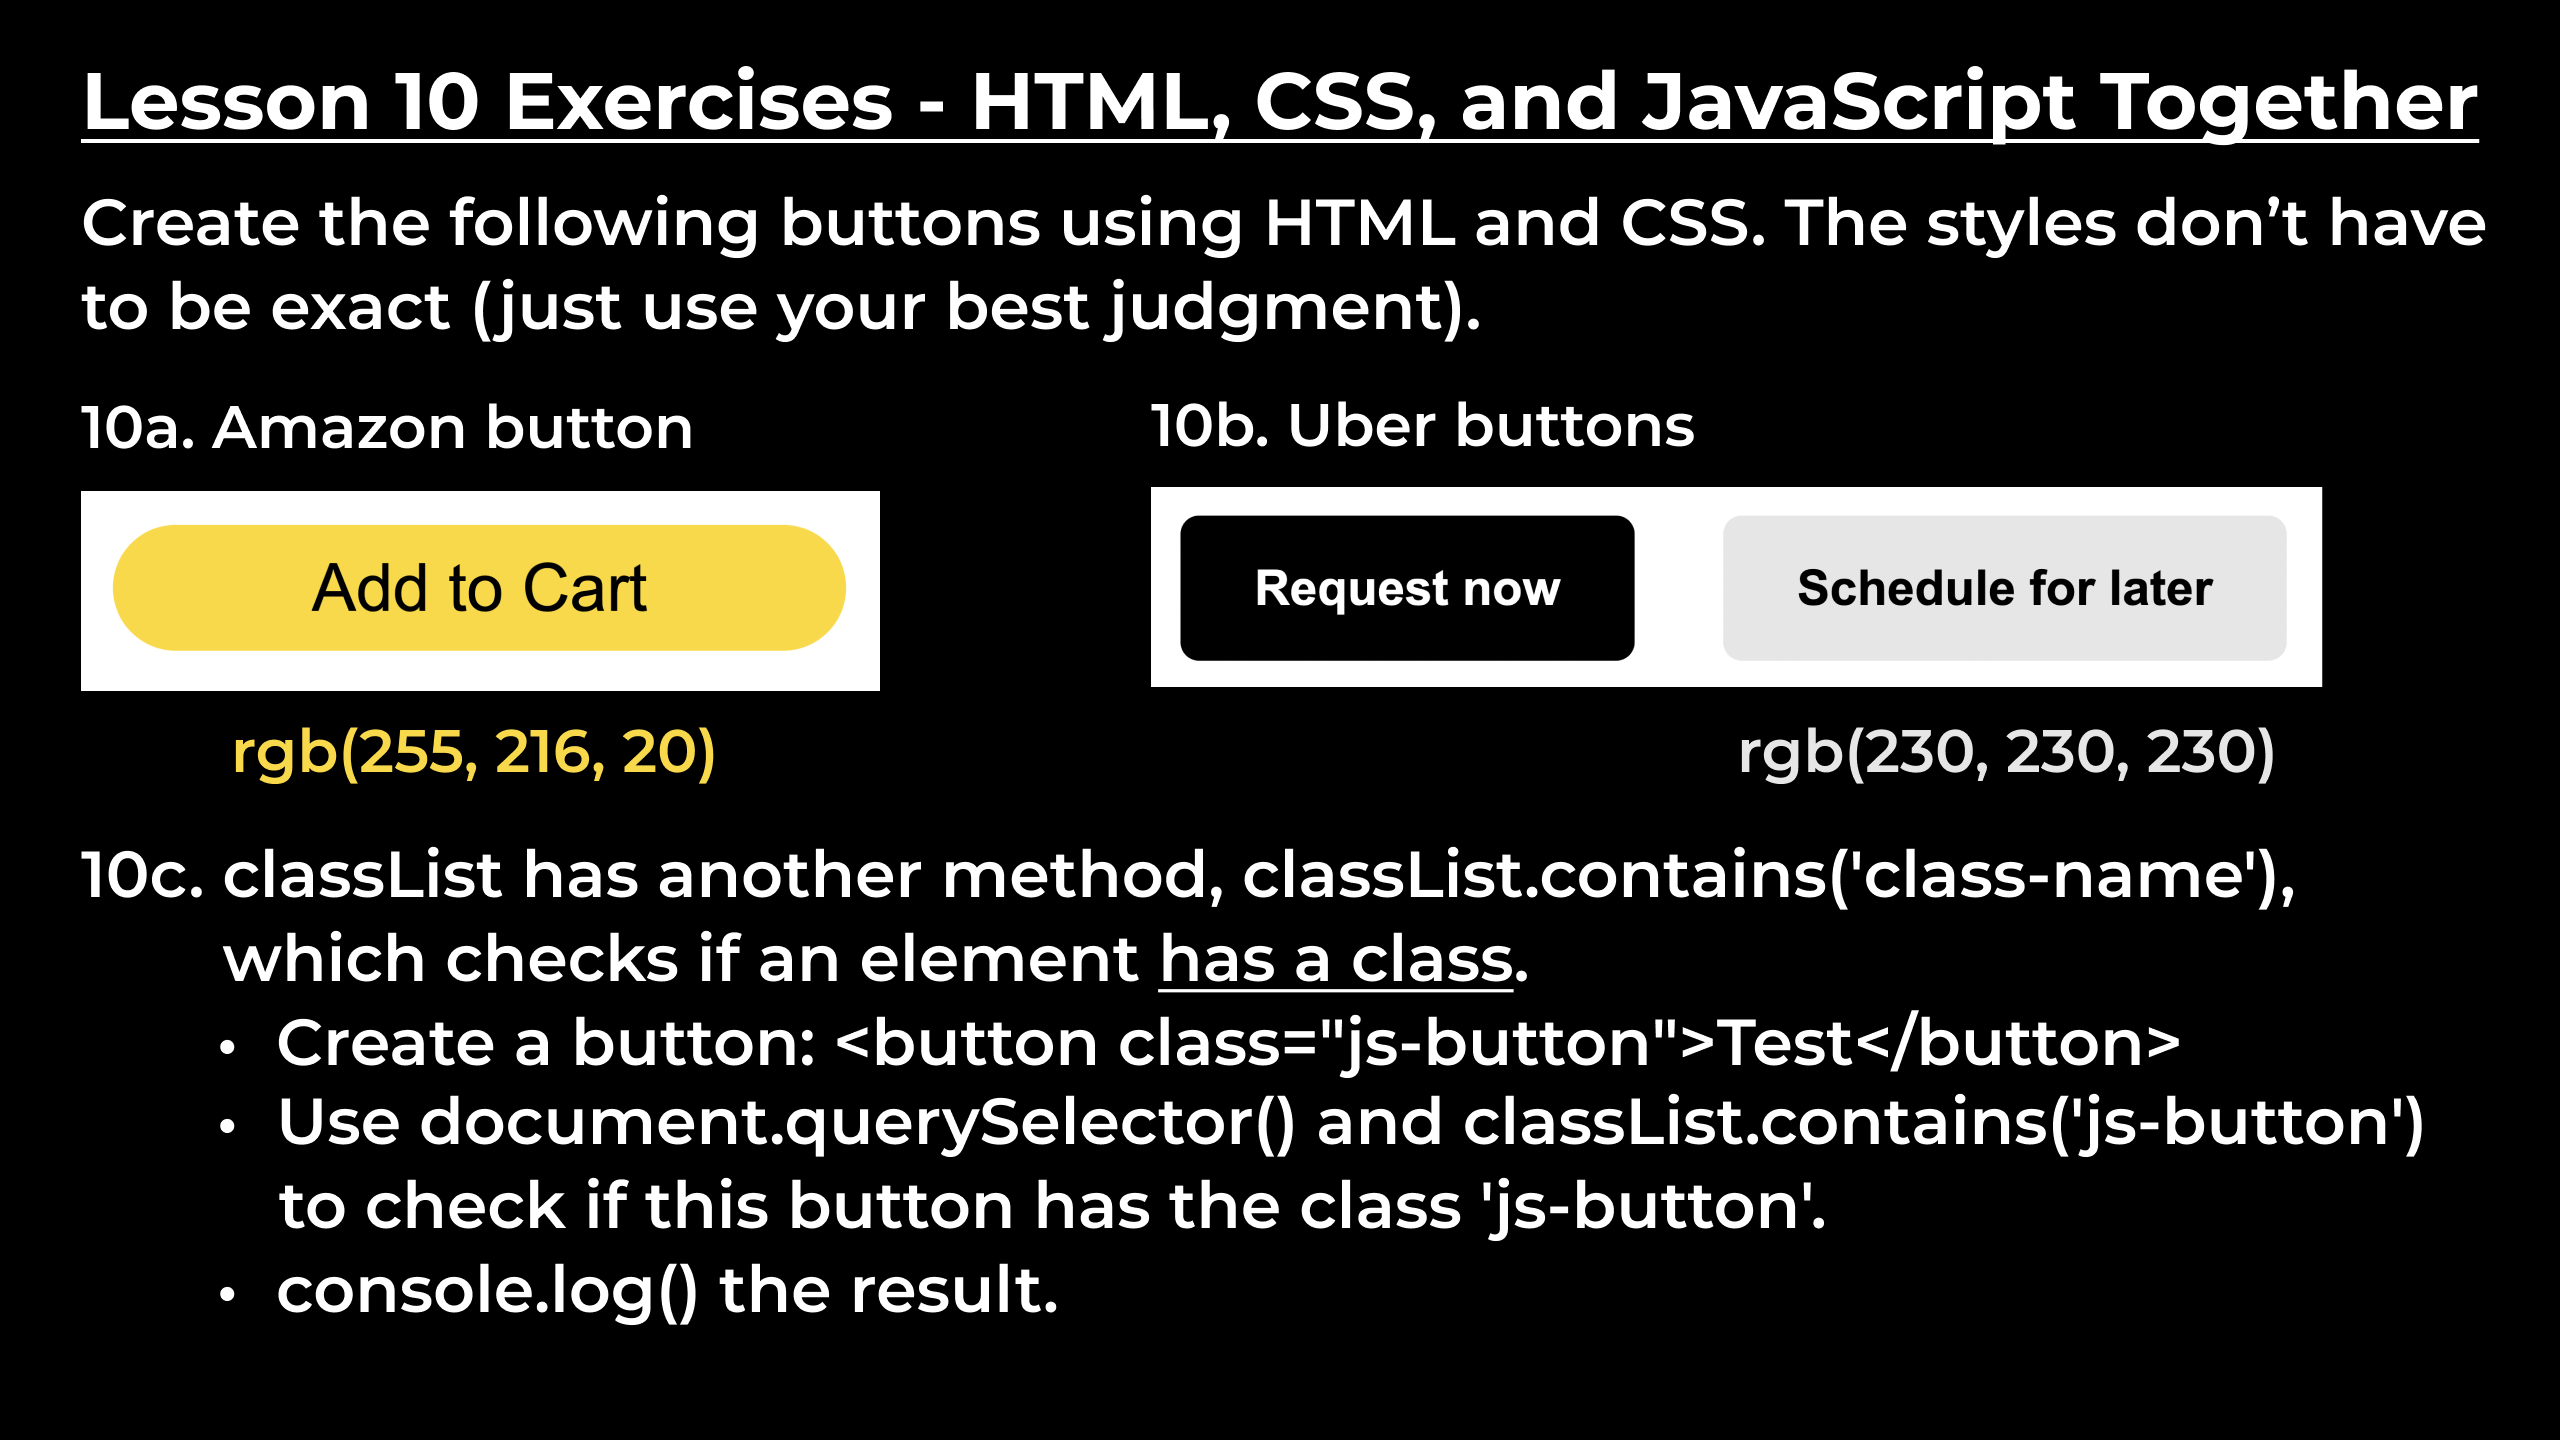 Lesson 10 Exercises - HTML, CSS, and JavaScript Together
Create the following buttons using HTML and CSS. The styles don’t have
to be exact (just use your best judgment).
10a. Amazon button
Add to Cart
rgb(255, 216, 20)
10b. Uber buttons
Request now
Schedule for later
rgb(230, 230, 230)
10c. classList has another method, classList.contains('class-name'),
which checks if an element has a class.
• Create a button: <button class="js-button">Test</button>
• Use document.querySelector() and classList.contains('js-button')
to check if this button has the class 'js-button'.
• console.log() the result.